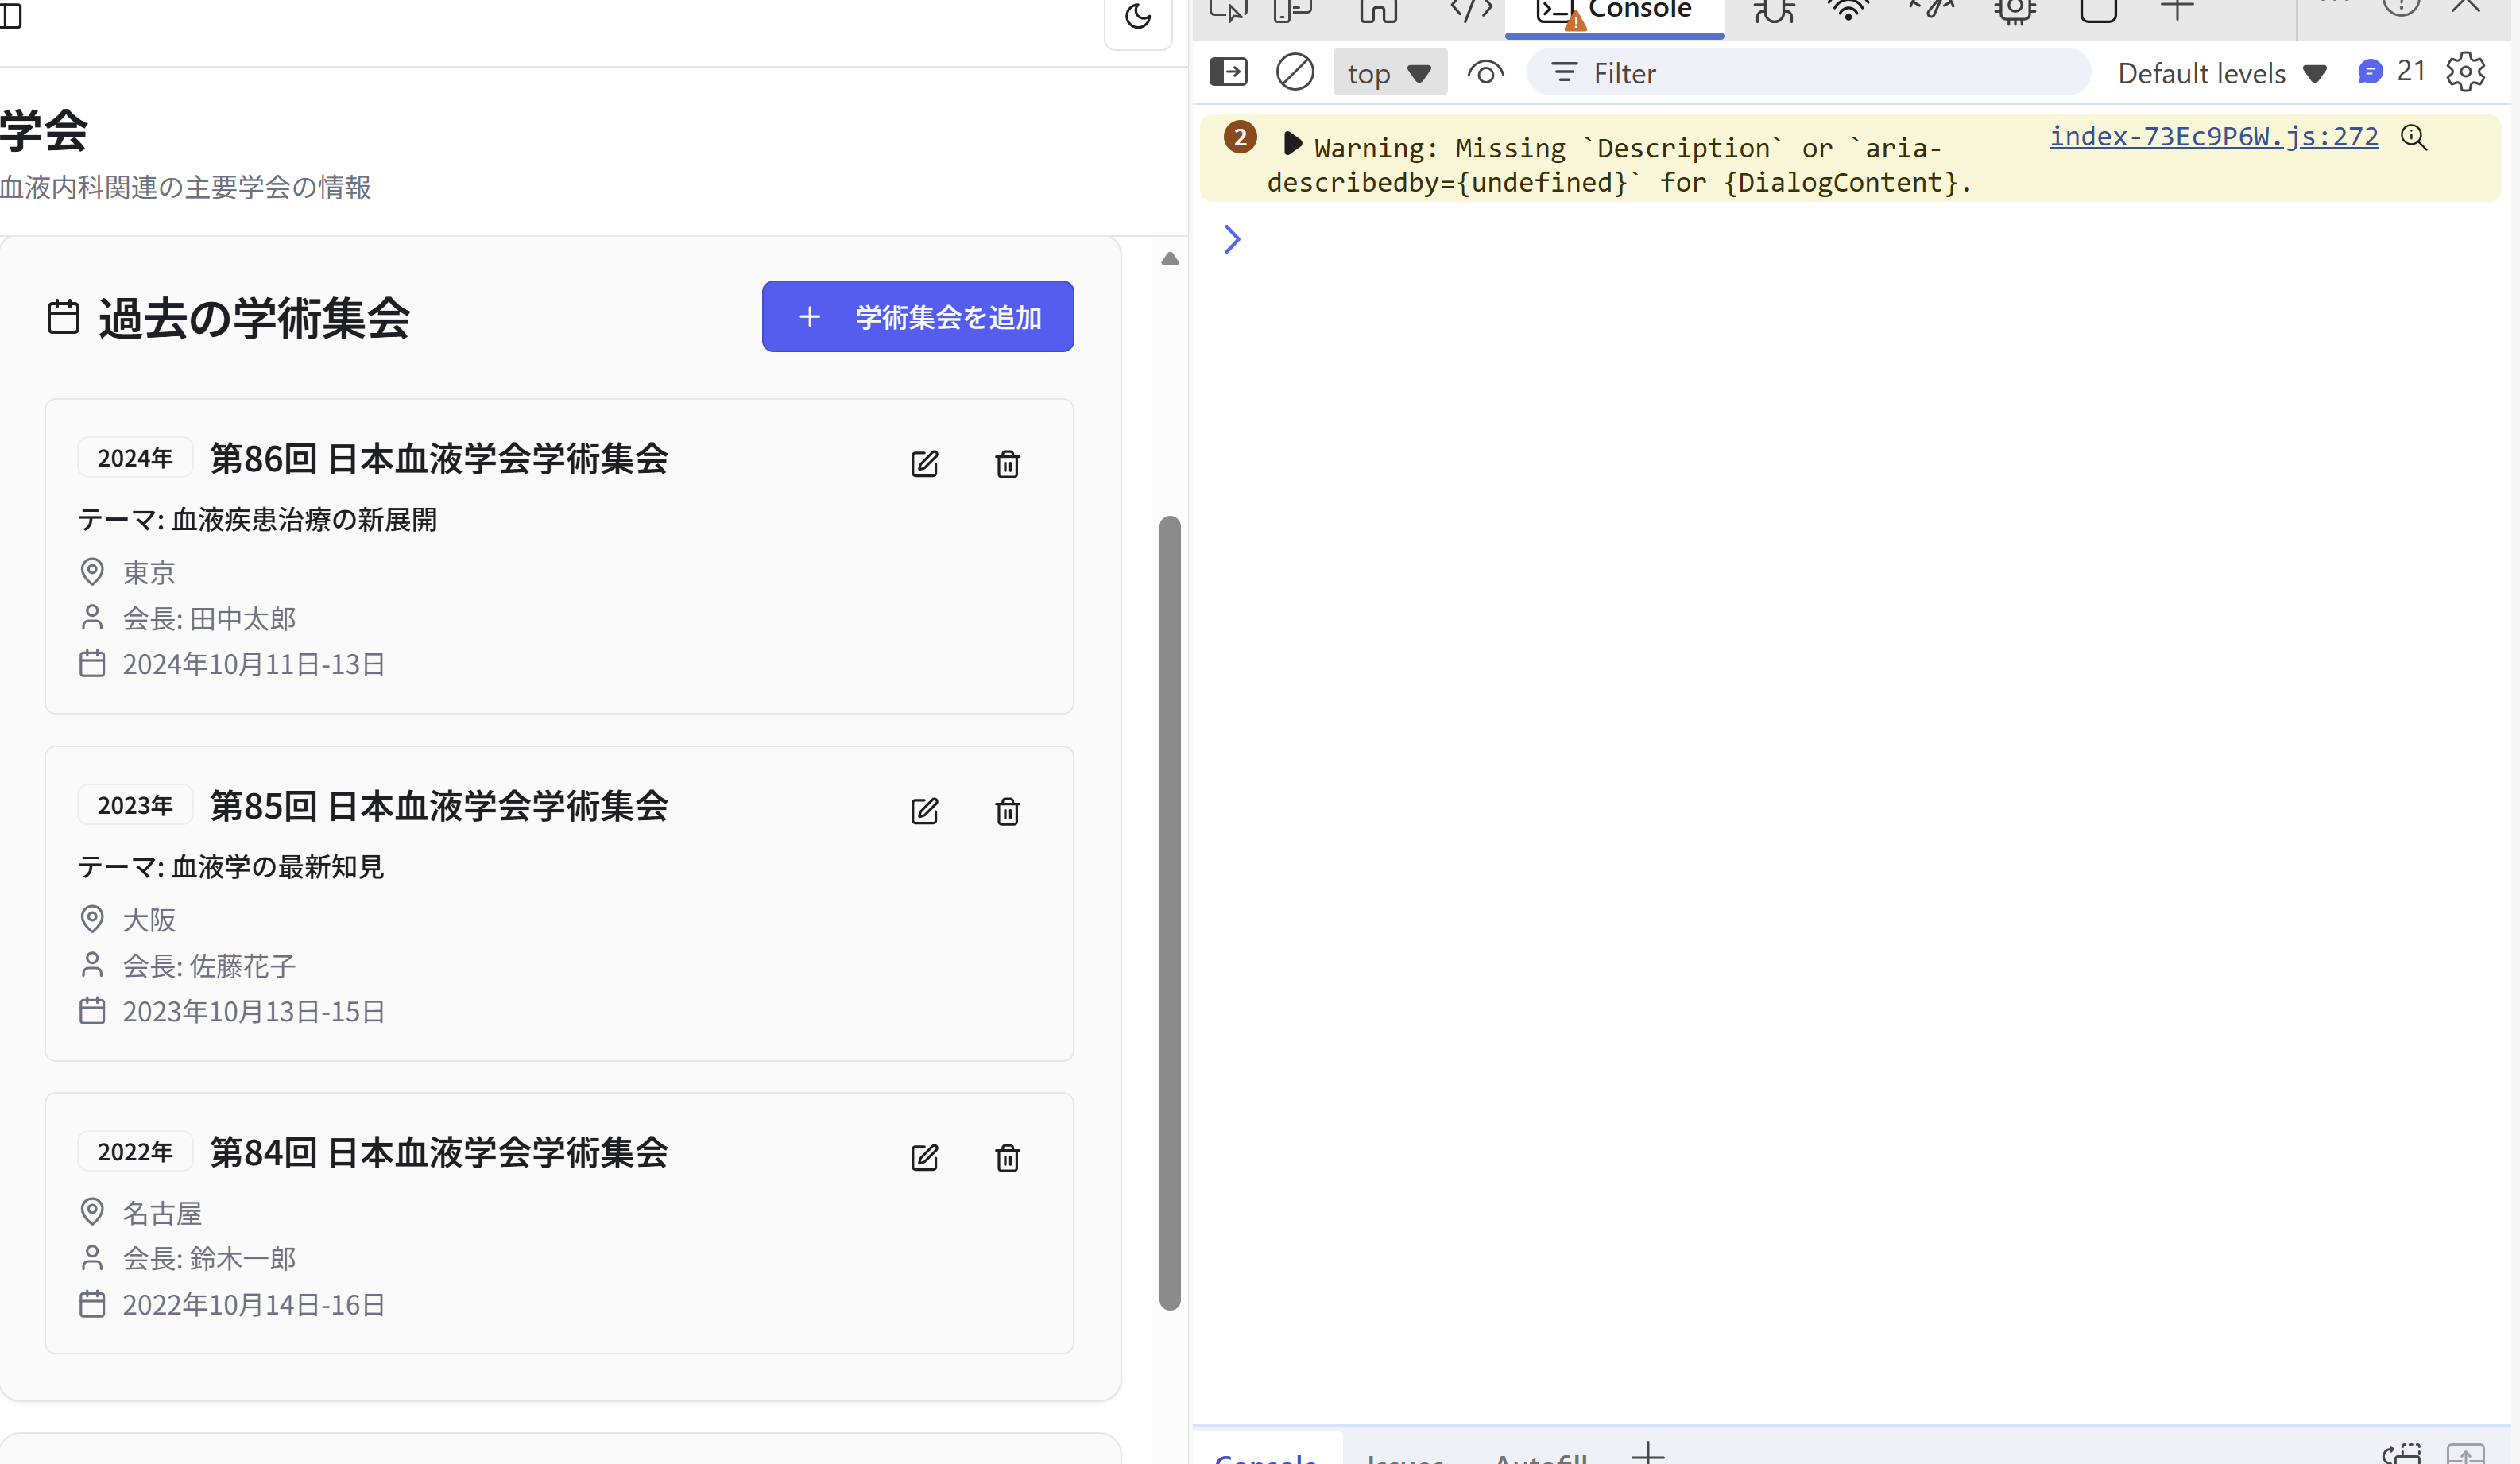 学会
血液内科関連の主要学会の情報
過去の学術集会
学術集会を追加
2024年 第86回 日本血液学会学術集会
テーマ: 血液疾患治療の新展開
東京
会長: 田中太郎
2024年10月11日-13日
2023年 第85回 日本血液学会学術集会
テーマ: 血液学の最新知見
大阪
会長: 佐藤花子
2023年10月13日-15日
2022年 第84回 日本血液学会学術集会
名古屋
会長: 鈴木一郎
2022年10月14日-16日
Console
top Filter Default levels 21
2 Warning: Missing `Description` or `aria- index-73Ec9P6W.js:272
describedby={undefined}` for {DialogContent}.
Console Issues Autofill